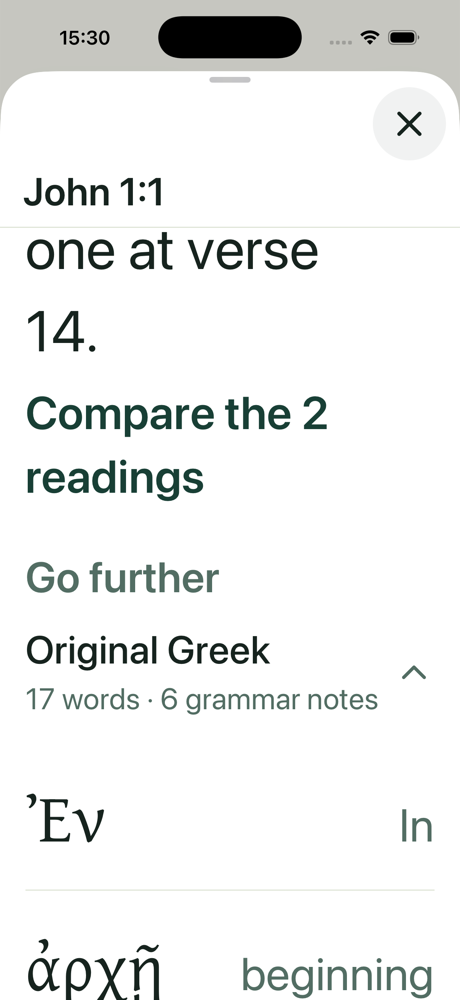 15:30
John 1:1
one at verse
14.
Compare the 2
readings
Go further
Original Greek
17 words · 6 grammar notes
Ἐν In
ἀρχῇ beginning